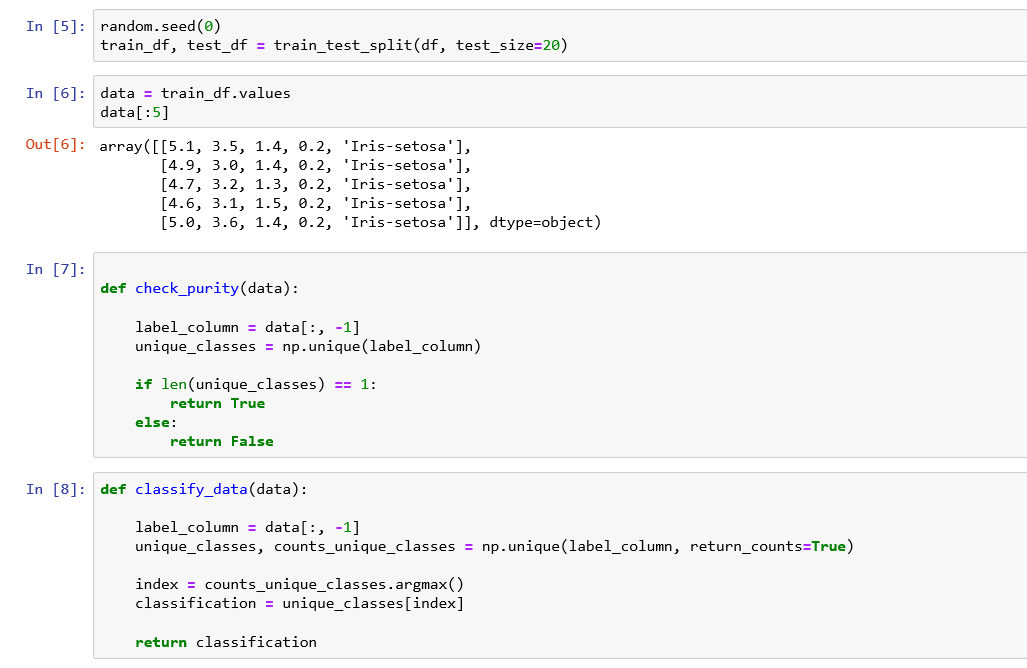 In [5]: random.seed(0)
train_df, test_df = train_test_split(df, test_size=20)
In [6]: data = train_df.values
data[:5]
Out[6]: array([[5.1, 3.5, 1.4, 0.2, 'Iris-setosa'],
[4.9, 3.0, 1.4, 0.2, 'Iris-setosa'],
[4.7, 3.2, 1.3, 0.2, 'Iris-setosa'],
[4.6, 3.1, 1.5, 0.2, 'Iris-setosa'],
[5.0, 3.6, 1.4, 0.2, 'Iris-setosa']], dtype=object)
In [7]:
def check_purity(data):
    label_column = data[:, -1]
    unique_classes = np.unique(label_column)
    if len(unique_classes) == 1:
        return True
    else:
        return False
In [8]: def classify_data(data):
    label_column = data[:, -1]
    unique_classes, counts_unique_classes = np.unique(label_column, return_counts=True)
    index = counts_unique_classes.argmax()
    classification = unique_classes[index]
    return classification